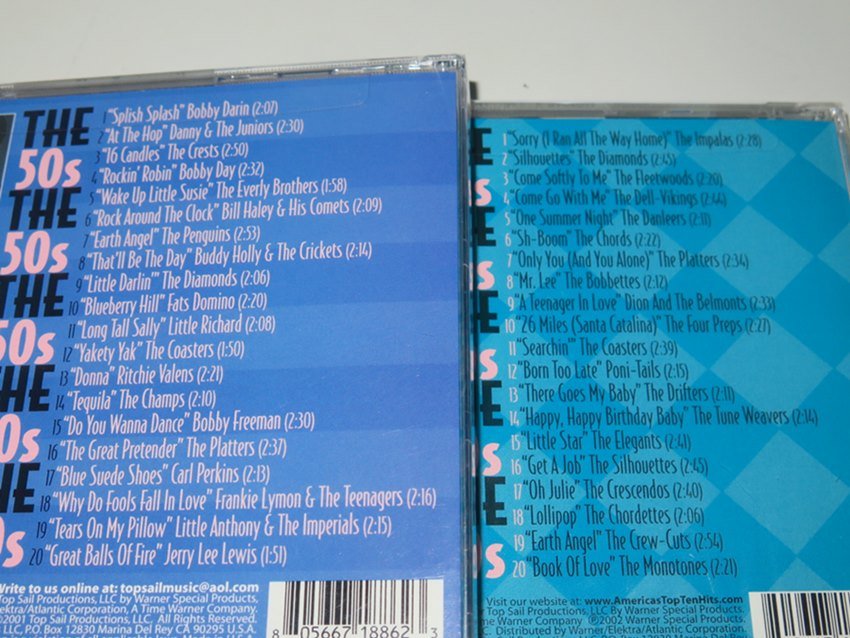 THE
50s
THE
50s
THE
50s
THE
0s
HE
0s
1 "Splish Splash" Bobby Darin (2:07)
2 "At The Hop" Danny & The Juniors (2:30)
3 "16 Candles" The Crests (2:50)
4 "Rockin' Robin" Bobby Day (2:32)
5 "Wake Up Little Susie" The Everly Brothers (1:58)
6 "Rock Around The Clock" Bill Haley & His Comets (2:09)
7 "Earth Angel" The Penguins (2:53)
8 "That'll Be The Day" Buddy Holly & The Crickets (2:14)
9 "Little Darlin'" The Diamonds (2:06)
10 "Blueberry Hill" Fats Domino (2:20)
11 "Long Tall Sally" Little Richard (2:08)
12 "Yakety Yak" The Coasters (1:50)
13 "Donna" Ritchie Valens (2:21)
14 "Tequila" The Champs (2:10)
15 "Do You Wanna Dance" Bobby Freeman (2:30)
16 "The Great Pretender" The Platters (2:37)
17 "Blue Suede Shoes" Carl Perkins (2:13)
18 "Why Do Fools Fall In Love" Frankie Lymon & The Teenagers (2:16)
19 "Tears On My Pillow" Little Anthony & The Imperials (2:15)
20 "Great Balls Of Fire" Jerry Lee Lewis (1:51)
Write to us online at: topsailmusic@aol.com
Top Sail Productions, LLC by Warner Special Products.
Elektra/Atlantic Corporation, A Time Warner Company.
©2001 Top Sail Productions, LLC
LLC, P.O. Box 12830 Marina Del Rey CA 90295 U.S.A.
8 05667 18862 3
E
s
E
s
E
s
E
s
E
s
1 "Sorry (I Ran All The Way Home)" The Impalas (2:28)
2 "Silhouettes" The Diamonds (2:45)
3 "Come Softly To Me" The Fleetwoods (2:20)
4 "Come Go With Me" The Dell-Vikings (2:44)
5 "One Summer Night" The Danleers (2:11)
6 "Sh-Boom" The Chords (2:22)
7 "Only You (And You Alone)" The Platters (2:34)
8 "Mr. Lee" The Bobbettes (2:12)
9 "A Teenager In Love" Dion And The Belmonts (2:33)
10 "26 Miles (Santa Catalina)" The Four Preps (2:27)
11 "Searchin'" The Coasters (2:39)
12 "Born Too Late" Poni-Tails (2:15)
13 "There Goes My Baby" The Drifters (2:11)
14 "Happy, Happy Birthday Baby" The Tune Weavers (2:14)
15 "Little Star" The Elegants (2:41)
16 "Get A Job" The Silhouettes (2:45)
17 "Oh Julie" The Crescendos (2:40)
18 "Lollipop" The Chordettes (2:06)
19 "Earth Angel" The Crew-Cuts (2:54)
20 "Book Of Love" The Monotones (2:21)
Visit our website at: www.AmericasTopTenHits.com
Top Sail Productions, LLC By Warner Special Products.
©2002 Warner Special Products.
Distributed by Warner/Elektra/Atlantic Corporation.